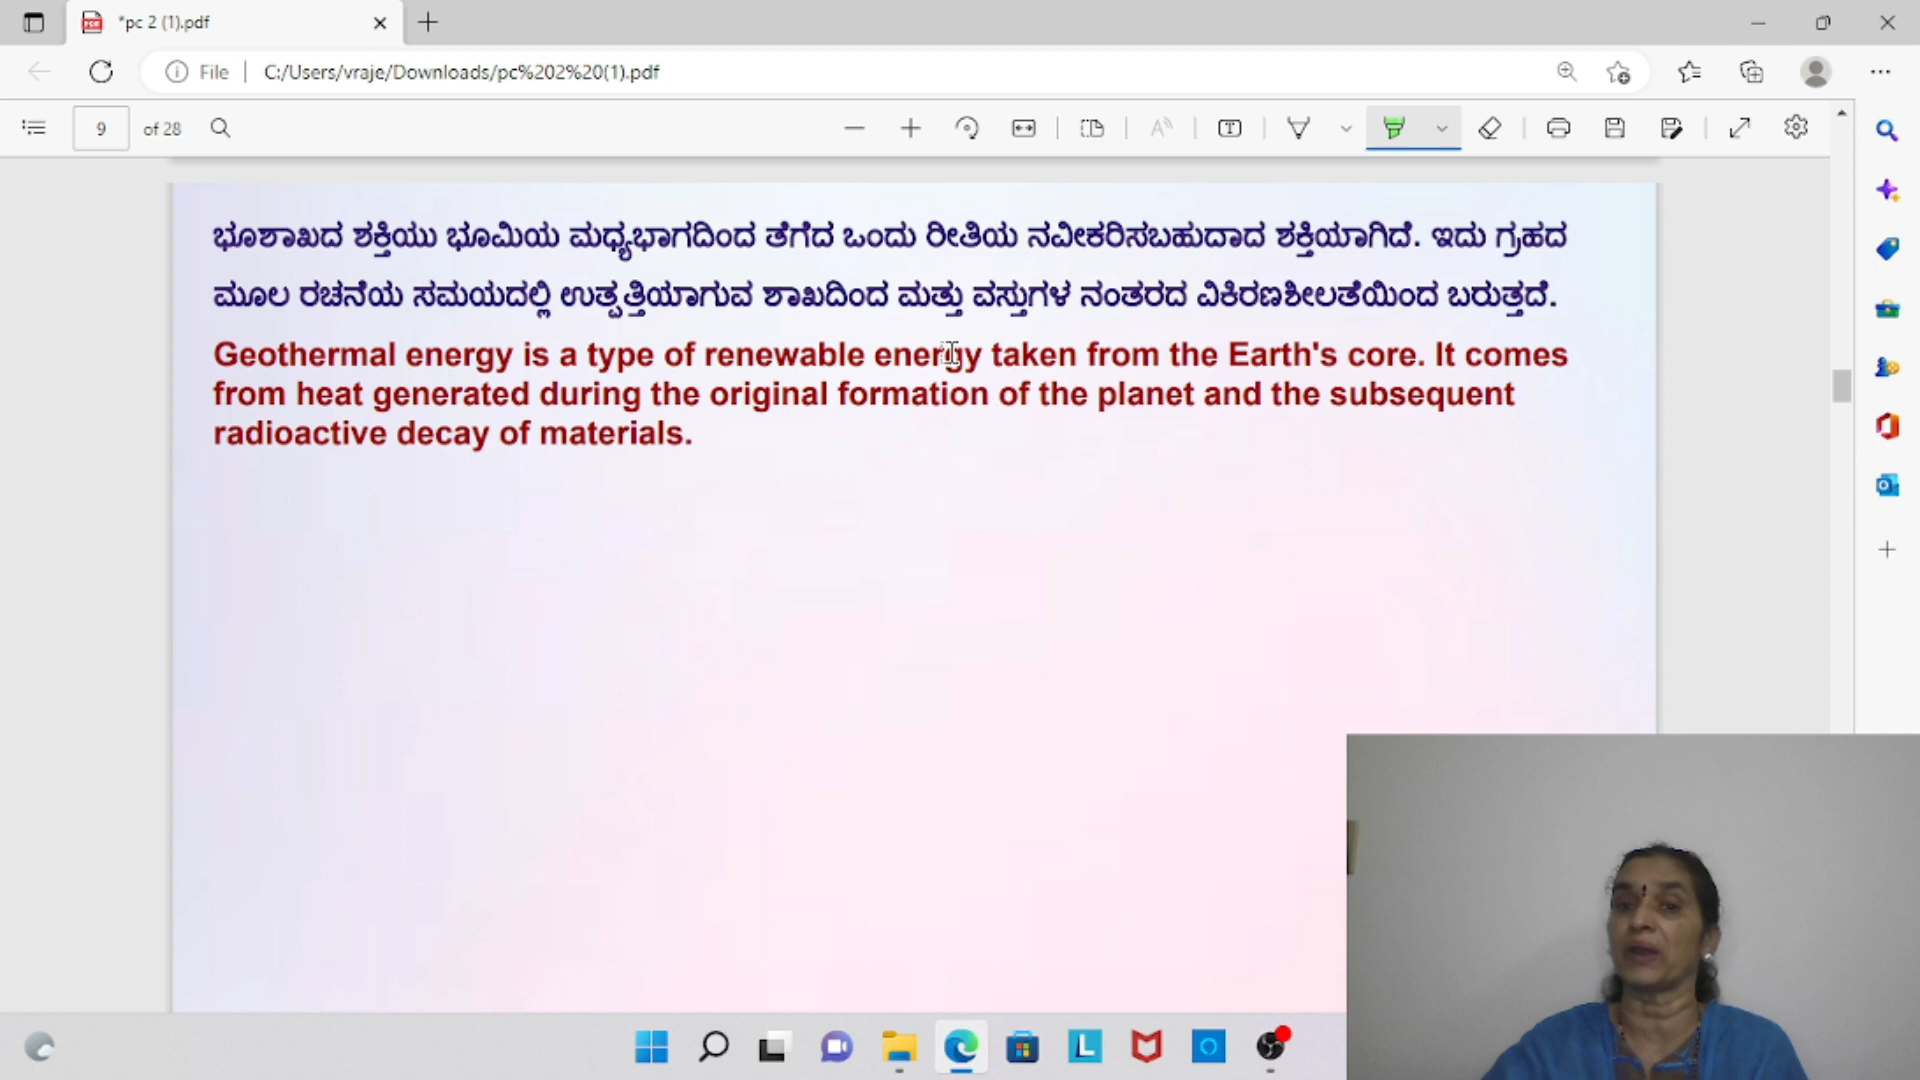 *pc 2 (1).pdf
File
C:/Users/vraje/Downloads/pc%202%20(1).pdf
9 of 28
ಭೂಶಾಖದ ಶಕ್ತಿಯು ಭೂಮಿಯ ಮಧ್ಯಭಾಗದಿಂದ ತೆಗೆದ ಒಂದು ರೀತಿಯ ನವೀಕರಿಸಬಹುದಾದ ಶಕ್ತಿಯಾಗಿದೆ. ಇದು ಗ್ರಹದ
ಮೂಲ ರಚನೆಯ ಸಮಯದಲ್ಲಿ ಉತ್ಪತ್ತಿಯಾಗುವ ಶಾಖದಿಂದ ಮತ್ತು ವಸ್ತುಗಳ ನಂತರದ ವಿಕಿರಣಶೀಲತೆಯಿಂದ ಬರುತ್ತದೆ.
Geothermal energy is a type of renewable energy taken from the Earth's core. It comes
from heat generated during the original formation of the planet and the subsequent
radioactive decay of materials.